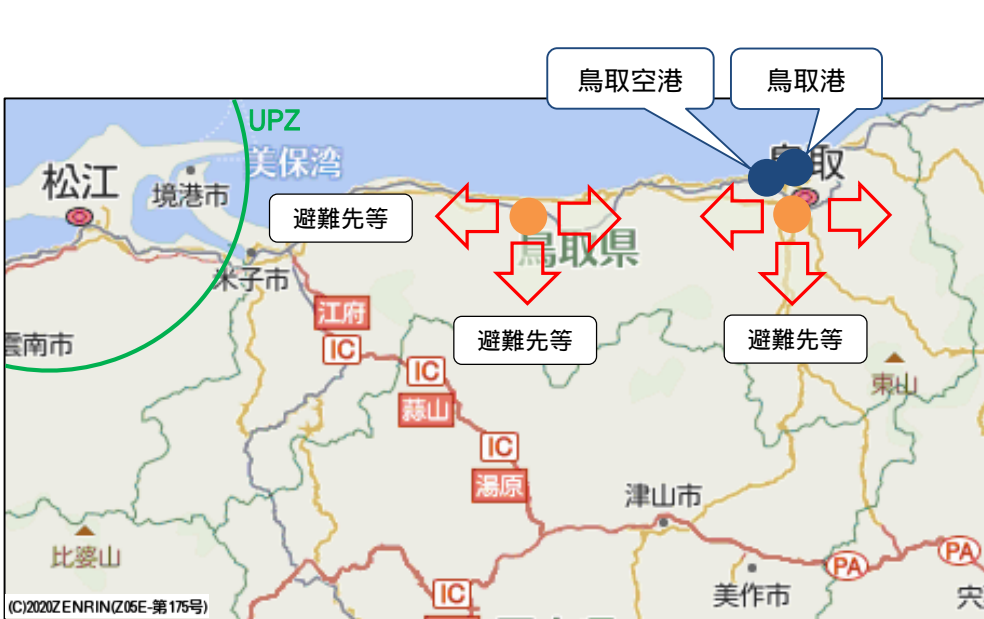 鳥取空港
鳥取港
UPZ
美保湾
鳥取
松江
境港市
避難先等
鳥取県
米子市
江府
IC
雲南市
避難先等
避難先等
IC
蒜山
東山
IC
湯原
津山市
比婆山
PA
PA
美作市
IC
(C)2020ZENRIN(Z05E-第175号)